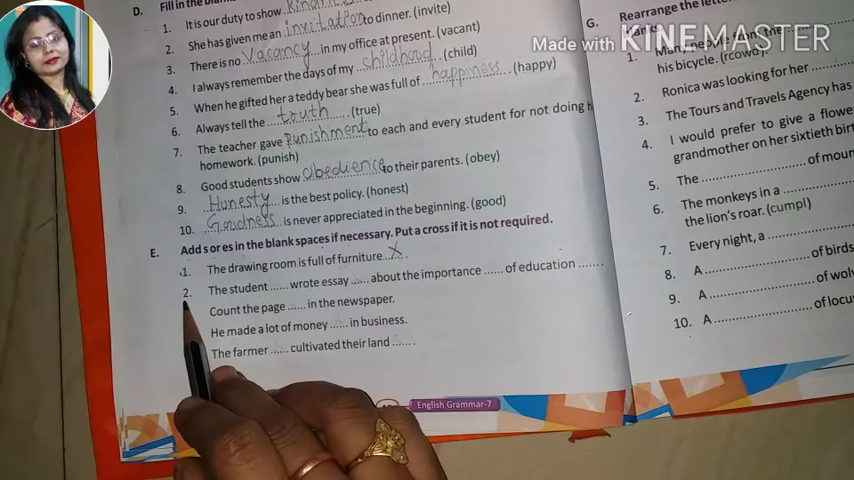 D. Fill in the blan
1. It is our duty to show kindne
2. She has given me an invitation to dinner. (invite)
3. There is no Vacancy in my office at present. (vacant)
4. I always remember the days of my childhood. (child)
5. When he gifted her a teddy bear she was full of happiness (happy)
6. Always tell the truth. (true)
7. The teacher gave punishment to each and every student for not doing h
homework. (punish)
8. Good students show obedience to their parents. (obey)
9. Honesty is the best policy. (honest)
10. Goodness is never appreciated in the beginning. (good)
E. Add s or es in the blank spaces if necessary. Put a cross if it is not required.
1. The drawing room is full of furniture X.
2. The student ...... wrote essay ...... about the importance ...... of education .......
Count the page ...... in the newspaper.
He made a lot of money ...... in business.
The farmer ...... cultivated their land ...... .
English Grammar-7
G. Rearrange the lette
1. Many people from the
his bicycle. (rcowd)
2. Ronica was looking for her
3. The Tours and Travels Agency has
4. I would prefer to give a flowe
grandmother on her sixtieth birt
5. The ............ of moun
6. The monkeys in a
the lion's roar. (cumpl)
7. Every night, a
8. A ............ of birds
9. A ............ of wolv
10. A ............ of locu
Made with KINEMASTER